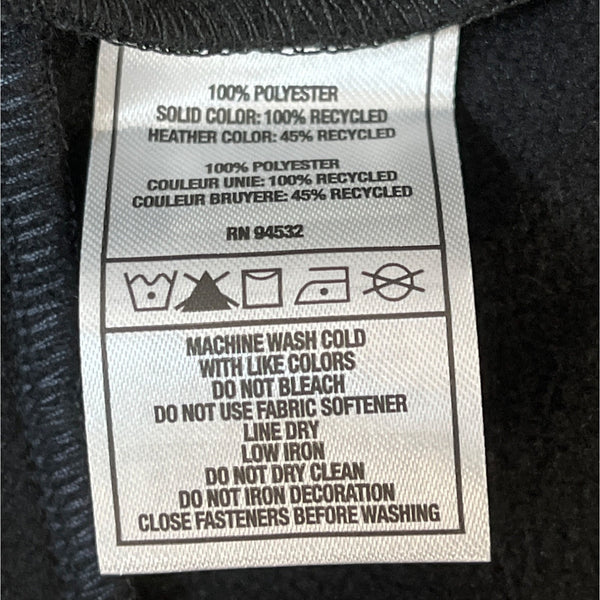 100% POLYESTER
SOLID COLOR: 100% RECYCLED
HEATHER COLOR: 45% RECYCLED
100% POLYESTER
COULEUR UNIE: 100% RECYCLED
COULEUR BRUYERE: 45% RECYCLED
RN 94532
MACHINE WASH COLD
WITH LIKE COLORS
DO NOT BLEACH
DO NOT USE FABRIC SOFTENER
LINE DRY
LOW IRON
DO NOT DRY CLEAN
DO NOT IRON DECORATION
CLOSE FASTENERS BEFORE WASHING